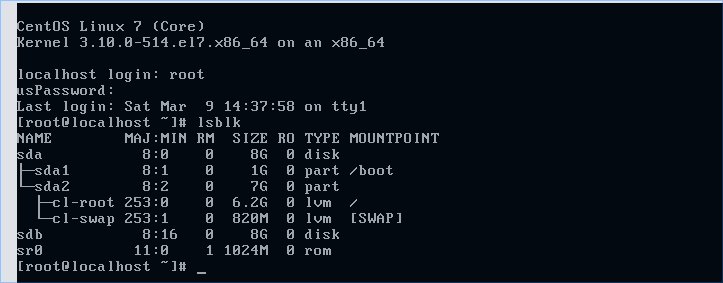 CentOS Linux 7 (Core)
Kernel 3.10.0-514.el7.x86_64 on an x86_64
localhost login: root
usPassword:
Last login: Sat Mar  9 14:37:58 on tty1
[root@localhost ~]# lsblk
NAME        MAJ:MIN RM  SIZE RO TYPE MOUNTPOINT
sda           8:0    0    8G  0 disk
├─sda1        8:1    0    1G  0 part /boot
└─sda2        8:2    0    7G  0 part
  ├─cl-root 253:0    0  6.2G  0 lvm  /
  └─cl-swap 253:1    0  820M  0 lvm  [SWAP]
sdb           8:16   0    8G  0 disk
sr0          11:0    1 1024M  0 rom
[root@localhost ~]# _